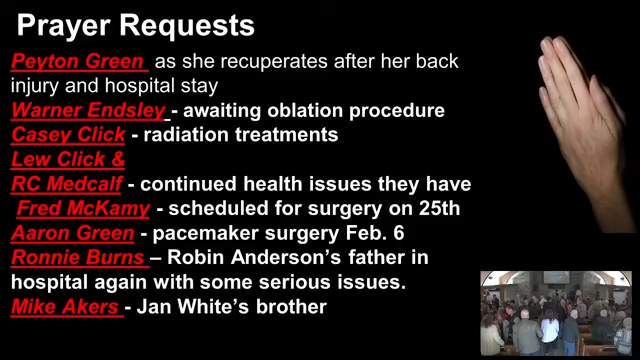 Prayer Requests
Peyton Green as she recuperates after her back
injury and hospital stay
Warner Endsley - awaiting oblation procedure
Casey Click - radiation treatments
Lew Click &
RC Medcalf - continued health issues they have
Fred McKamy - scheduled for surgery on 25th
Aaron Green - pacemaker surgery Feb. 6
Ronnie Burns – Robin Anderson's father in
hospital again with some serious issues.
Mike Akers - Jan White's brother